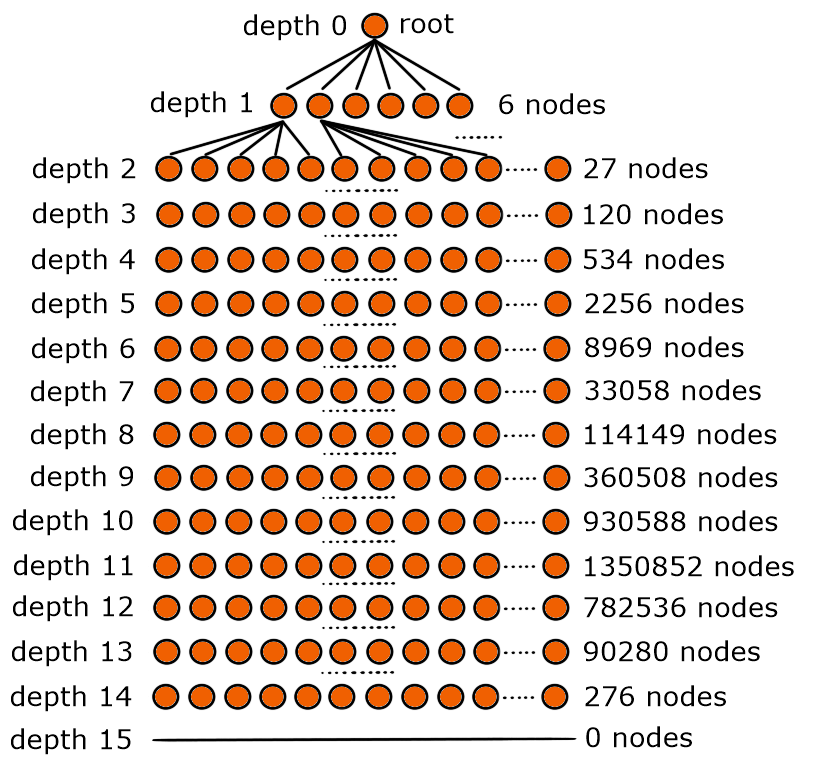 depth 0 root
depth 1 6 nodes
depth 2 27 nodes
depth 3 120 nodes
depth 4 534 nodes
depth 5 2256 nodes
depth 6 8969 nodes
depth 7 33058 nodes
depth 8 114149 nodes
depth 9 360508 nodes
depth 10 930588 nodes
depth 11 1350852 nodes
depth 12 782536 nodes
depth 13 90280 nodes
depth 14 276 nodes
depth 15 0 nodes